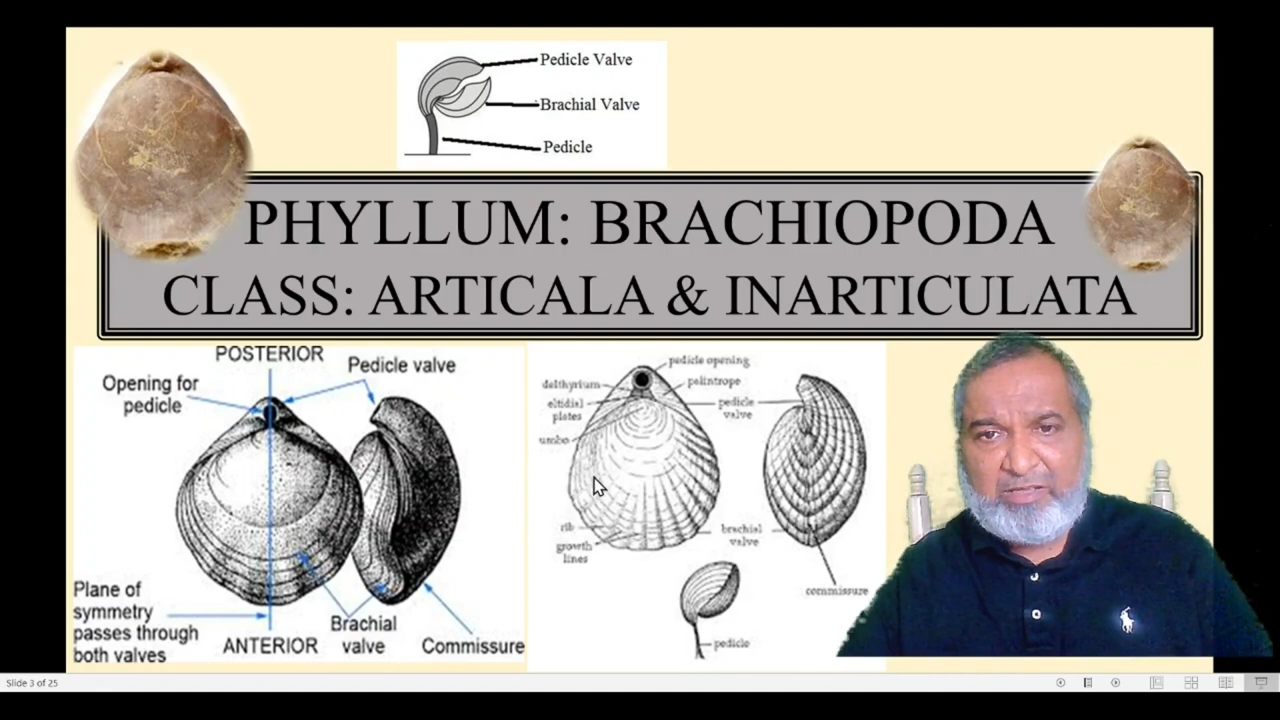 Pedicle Valve
Brachial Valve
Pedicle
PHYLLUM: BRACHIOPODA
CLASS: ARTICALA & INARTICULATA
POSTERIOR
Pedicle valve
Opening for
pedicle
Plane of
symmetry
passes through
both valves
ANTERIOR
Brachial
valve
Commissure
pedicle opening
delthyrium
palintrope
eltidial
plates
pedicle
valve
umbo
rib
growth
lines
brachial
valve
commissure
pedicle
Slide 3 of 25